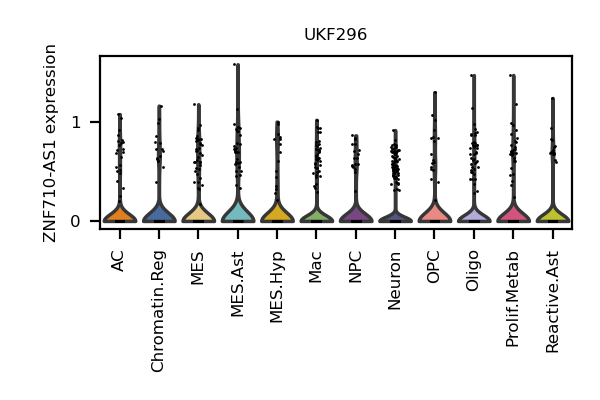 UKF296
ZNF710-AS1 expression
1
0
AC
Chromatin.Reg
MES
MES.Ast
MES.Hyp
Mac
NPC
Neuron
OPC
Oligo
Prolif.Metab
Reactive.Ast